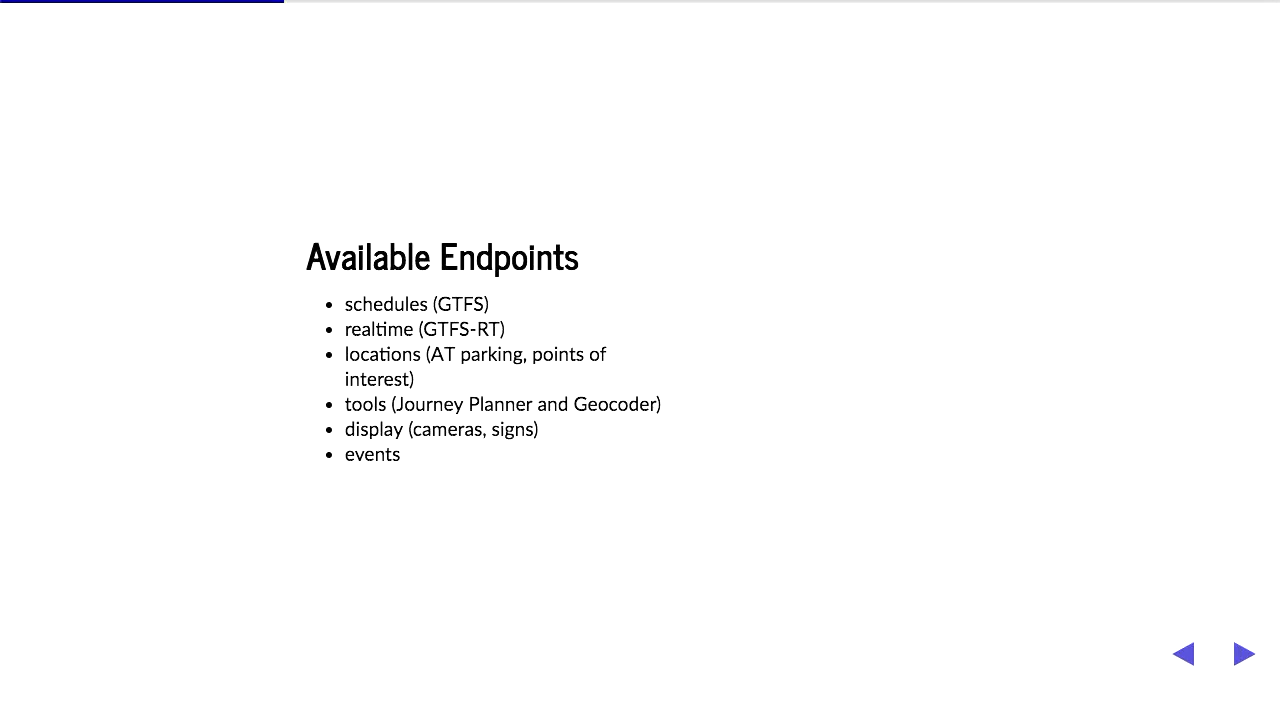 Available Endpoints
schedules (GTFS)
realtime (GTFS-RT)
locations (AT parking, points of
interest)
tools (Journey Planner and Geocoder)
display (cameras, signs)
events